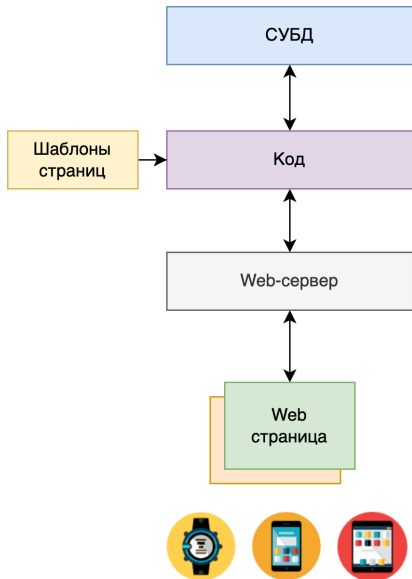 СУБД
Шаблоны
страниц
Код
Web-сервер
Web
страница